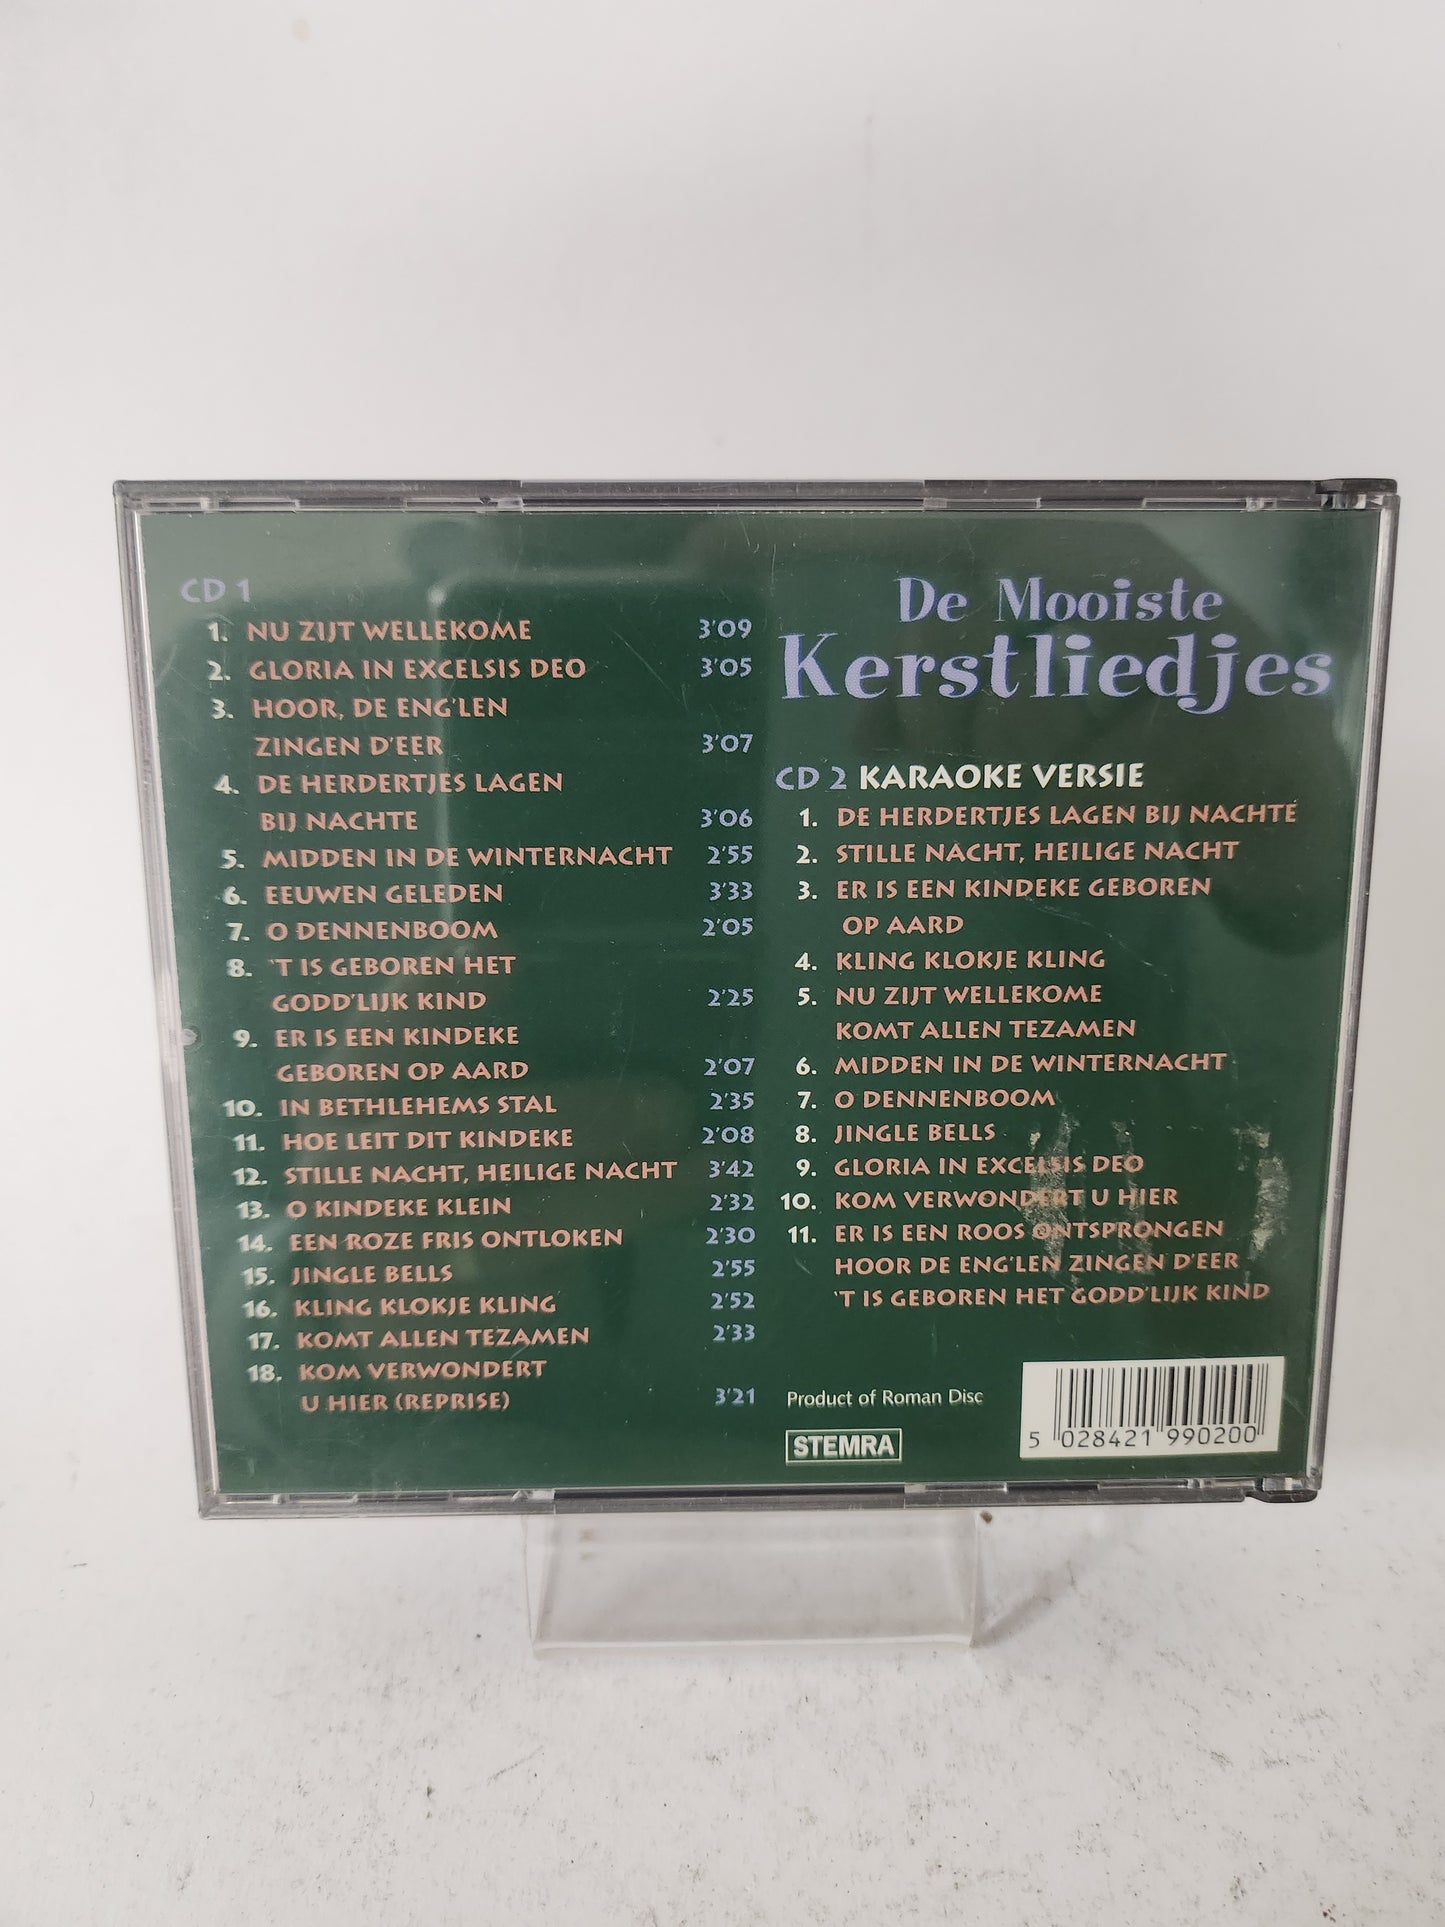 CD 1
1. NU ZIJT WELLEKOME 3'09
2. GLORIA IN EXCELSIS DEO 3'05
3. HOOR, DE ENG'LEN
ZINGEN D'EER 3'07
4. DE HERDERTJES LAGEN
BIJ NACHTE 3'06
5. MIDDEN IN DE WINTERNACHT 2'55
6. EEUWEN GELEDEN 3'33
7. O DENNENBOOM 2'05
8. 'T IS GEBOREN HET
GODD'LIJK KIND 2'25
9. ER IS EEN KINDEKE
GEBOREN OP AARD 2'07
10. IN BETHLEHEMS STAL 2'35
11. HOE LEIT DIT KINDEKE 2'08
12. STILLE NACHT, HEILIGE NACHT 3'42
13. O KINDEKE KLEIN 2'32
14. EEN ROZE FRIS ONTLOKEN 2'30
15. JINGLE BELLS 2'55
16. KLING KLOKJE KLING 2'52
17. KOMT ALLEN TEZAMEN 2'33
18. KOM VERWONDERT
U HIER (REPRISE) 3'21
De Mooiste
Kerstliedjes
CD 2 KARAOKE VERSIE
1. DE HERDERTJES LAGEN BIJ NACHTE
2. STILLE NACHT, HEILIGE NACHT
3. ER IS EEN KINDEKE GEBOREN
OP AARD
4. KLING KLOKJE KLING
5. NU ZIJT WELLEKOME
KOMT ALLEN TEZAMEN
6. MIDDEN IN DE WINTERNACHT
7. O DENNENBOOM
8. JINGLE BELLS
9. GLORIA IN EXCELSIS DEO
10. KOM VERWONDERT U HIER
11. ER IS EEN ROOS ONTSPRONGEN
HOOR DE ENG'LEN ZINGEN D'EER
'T IS GEBOREN HET GODD'LIJK KIND
Product of Roman Disc
STEMRA
5 028421 990200